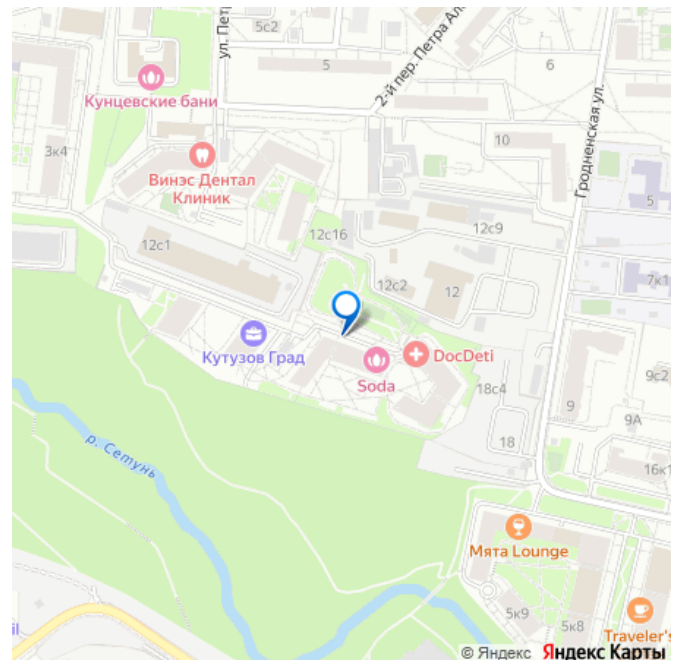 5с2
ул. Пет
5
2-й пер. Петра Ал
6
Кунцевские бани
Гродненская ул.
10
3к4
Винэс Дентал
Клиник
5
12с16
12с9
12с1
12с2
12
7к1
Кутузов Град
DocDeti
Soda
18с4
9с2
9
9А
18
р. Сетунь
16к1
Мята Lounge
5к9
5к8
il
Traveler's
© Яндекс Яндекс Карты